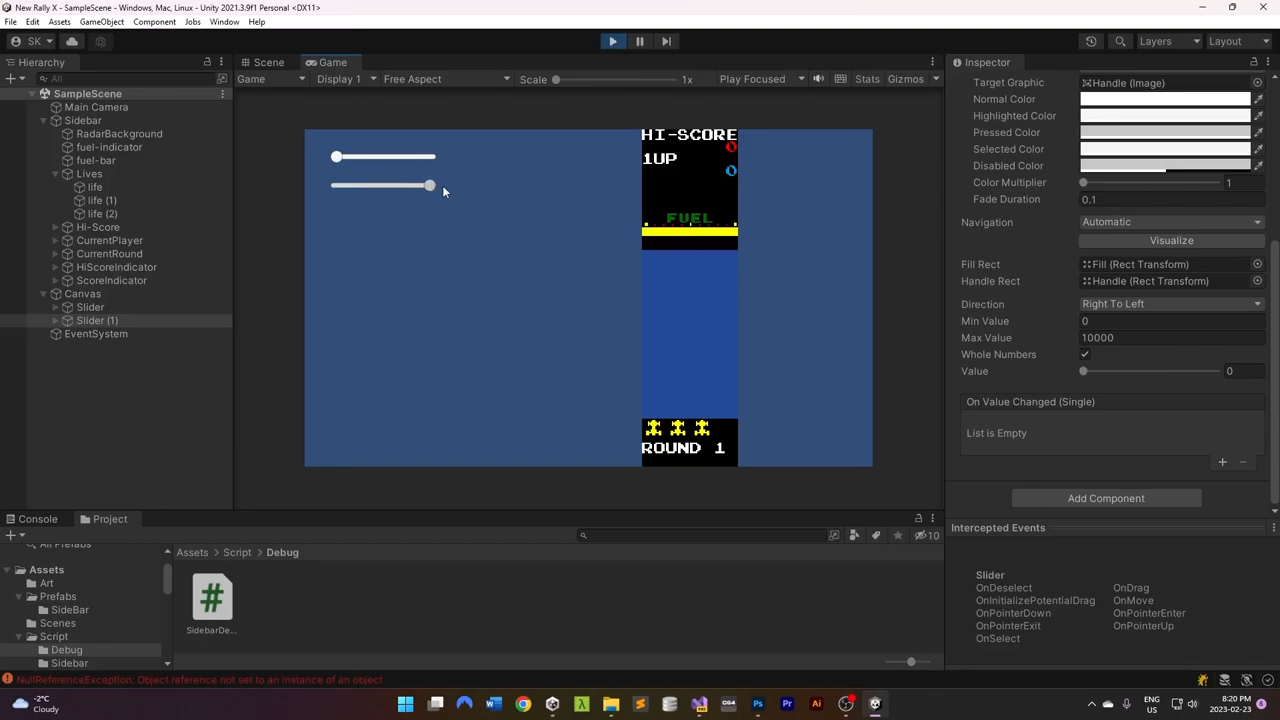 New Rally X - SampleScene - Windows, Mac, Linux - Unity 2021.3.9f1 Personal <DX11>
File Edit Assets GameObject Component Jobs Window Help
SK Layers Layout
Hierarchy
All
SampleScene
Main Camera
Sidebar
RadarBackground
fuel-indicator
fuel-bar
Lives
life
life (1)
life (2)
Hi-Score
CurrentPlayer
CurrentRound
HiScoreIndicator
ScoreIndicator
Canvas
Slider
Slider (1)
EventSystem
Scene Game
Game Display 1 Free Aspect Scale 1x Play Focused Stats Gizmos
HI-SCORE
0
1UP
0
FUEL
ROUND 1
Inspector
Target Graphic Handle (Image)
Normal Color
Highlighted Color
Pressed Color
Selected Color
Disabled Color
Color Multiplier 1
Fade Duration 0.1
Navigation Automatic
Visualize
Fill Rect Fill (Rect Transform)
Handle Rect Handle (Rect Transform)
Direction Right To Left
Min Value 0
Max Value 10000
Whole Numbers
Value 0
On Value Changed (Single)
List is Empty
Add Component
Intercepted Events
Slider
OnDeselect OnDrag
OnInitializePotentialDrag OnMove
OnPointerDown OnPointerEnter
OnPointerExit OnPointerUp
OnSelect
Console Project
10
All Prefabs
Assets
Art
Prefabs
SideBar
Scenes
Script
Debug
Sidebar
Assets > Script > Debug
#
SidebarDe...
NullReferenceException: Object reference not set to an instance of an object
-2°C
Cloudy
ENG
US
8:20 PM
2023-02-23